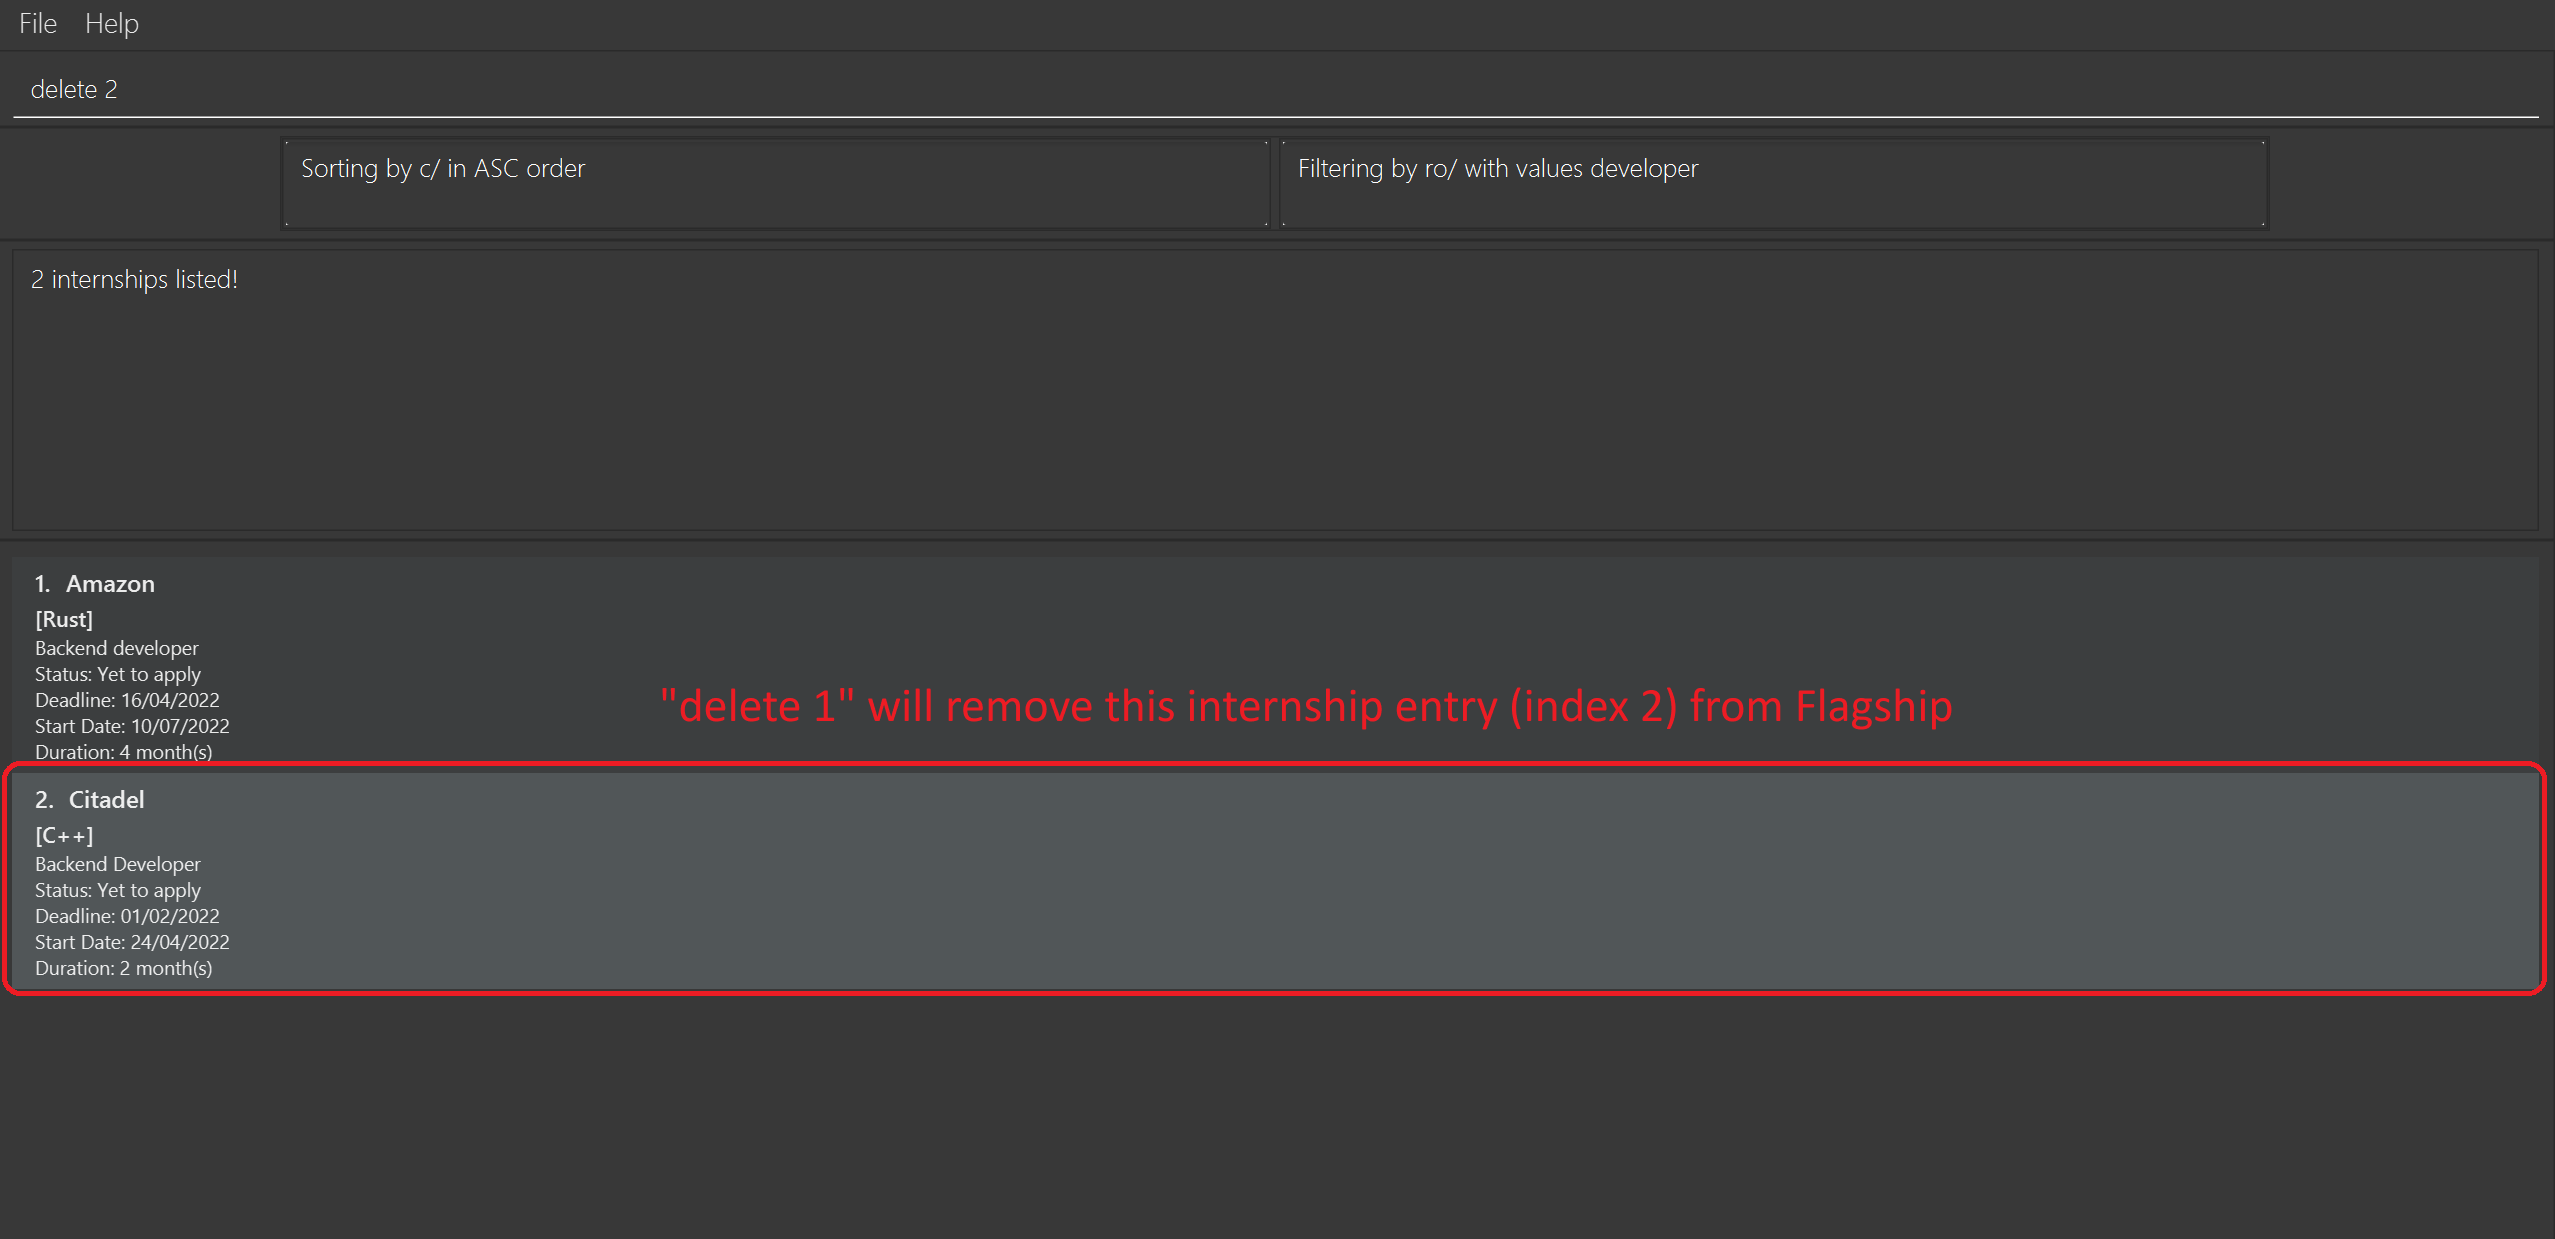 File Help
delete 2
Sorting by c/ in ASC order
Filtering by ro/ with values developer
2 internships listed!
1. Amazon
[Rust]
Backend developer
Status: Yet to apply
Deadline: 16/04/2022
Start Date: 10/07/2022
Duration: 4 month(s)
"delete 1" will remove this internship entry (index 2) from Flagship
2. Citadel
[C++]
Backend Developer
Status: Yet to apply
Deadline: 01/02/2022
Start Date: 24/04/2022
Duration: 2 month(s)